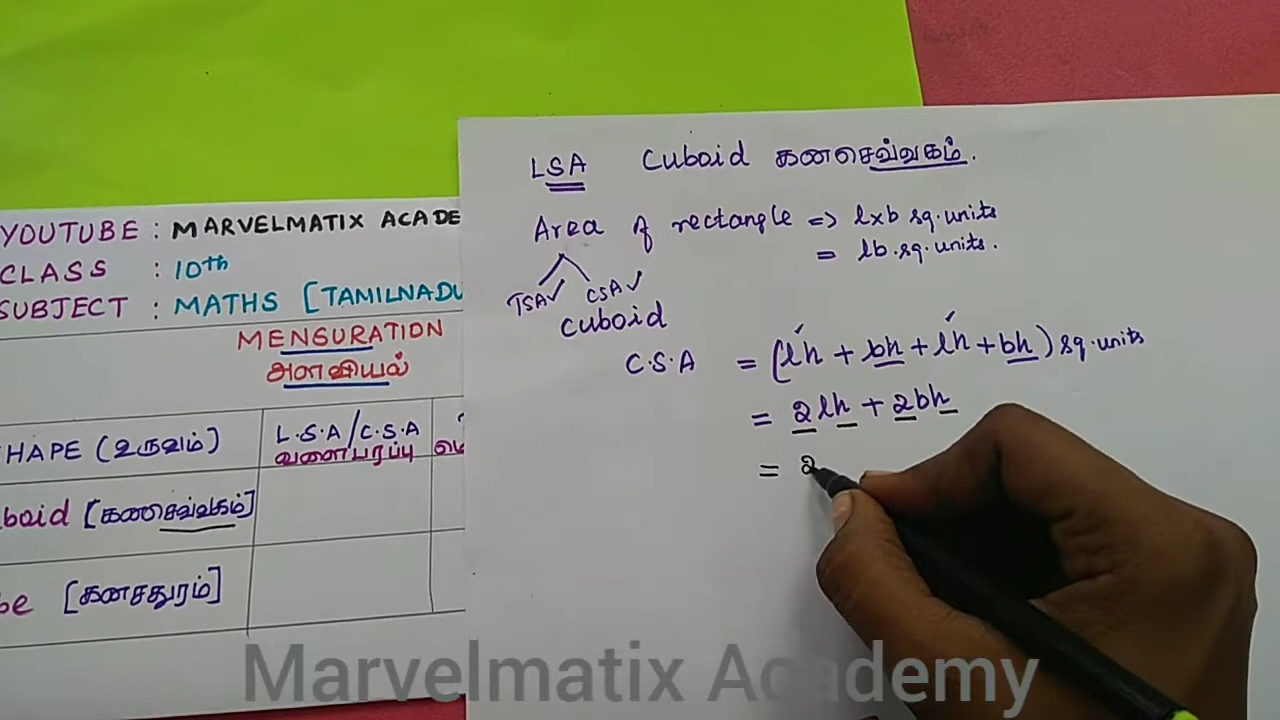 YOUTUBE : MARVELMATIX ACADE
CLASS : 10th
SUBJECT : MATHS [TAMILNADU
MENSURATION
அளவியல்
HAPE (உருவம்)
L.S.A/C.S.A
வளைபரப்பு
boid [கனசெவ்வகம்]
be [கனசதுரம்]
LSA Cuboid கனசெவ்வகம்.
Area of rectangle => lxb sq.units
= lb.sq.units.
TSA✓ CSA✓
Cuboid
C.S.A = (lh + bh + lh + bh) sq.units
= 2lh + 2bh
= 2
Marvelmatix Academy